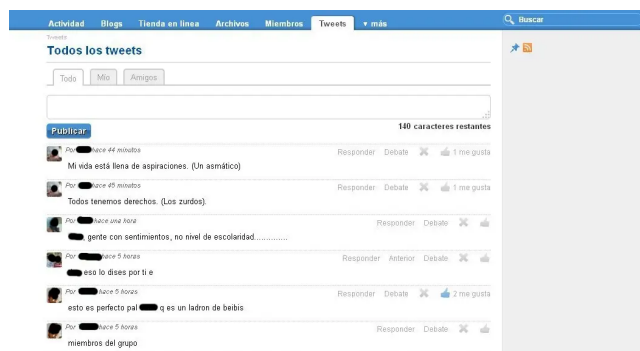 Actividad Blogs Tienda en línea Archivos Miembros Tweets ▼ más Buscar
Tweets
Todos los tweets
Todo Mío Amigos
140 caracteres restantes
Publicar
Por hace 44 minutos Responder Debate 1 me gusta
Mi vida está llena de aspiraciones. (Un asmático)
Por hace 45 minutos Responder Debate 1 me gusta
Todos tenemos derechos. (Los zurdos).
Por hace una hora Responder Debate
, gente con sentimientos, no nivel de escolaridad..............
Por hace 5 horas Responder Anterior Debate
eso lo dises por ti e
Por hace 5 horas Responder Debate 2 me gusta
esto es perfecto pal q es un ladron de beibis
Por hace 5 horas Responder Debate
miembros del grupo